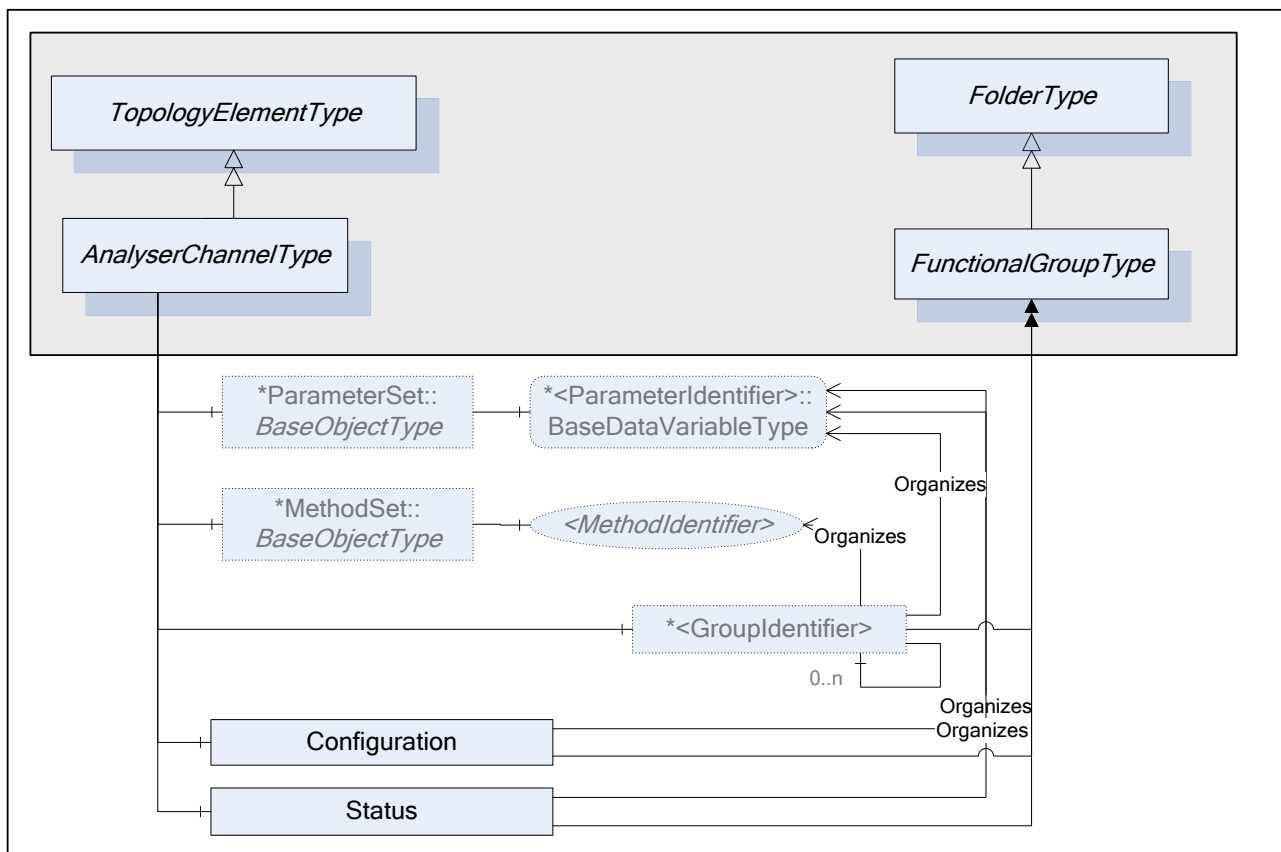 TopologyElementType
FolderType
AnalyserChannelType
FunctionalGroupType
*ParameterSet::
BaseObjectType
*<ParameterIdentifier>::
BaseDataVariableType
Organizes
*MethodSet::
BaseObjectType
<MethodIdentifier>
Organizes
*<GroupIdentifier>
0..n
Organizes
Organizes
Configuration
Status